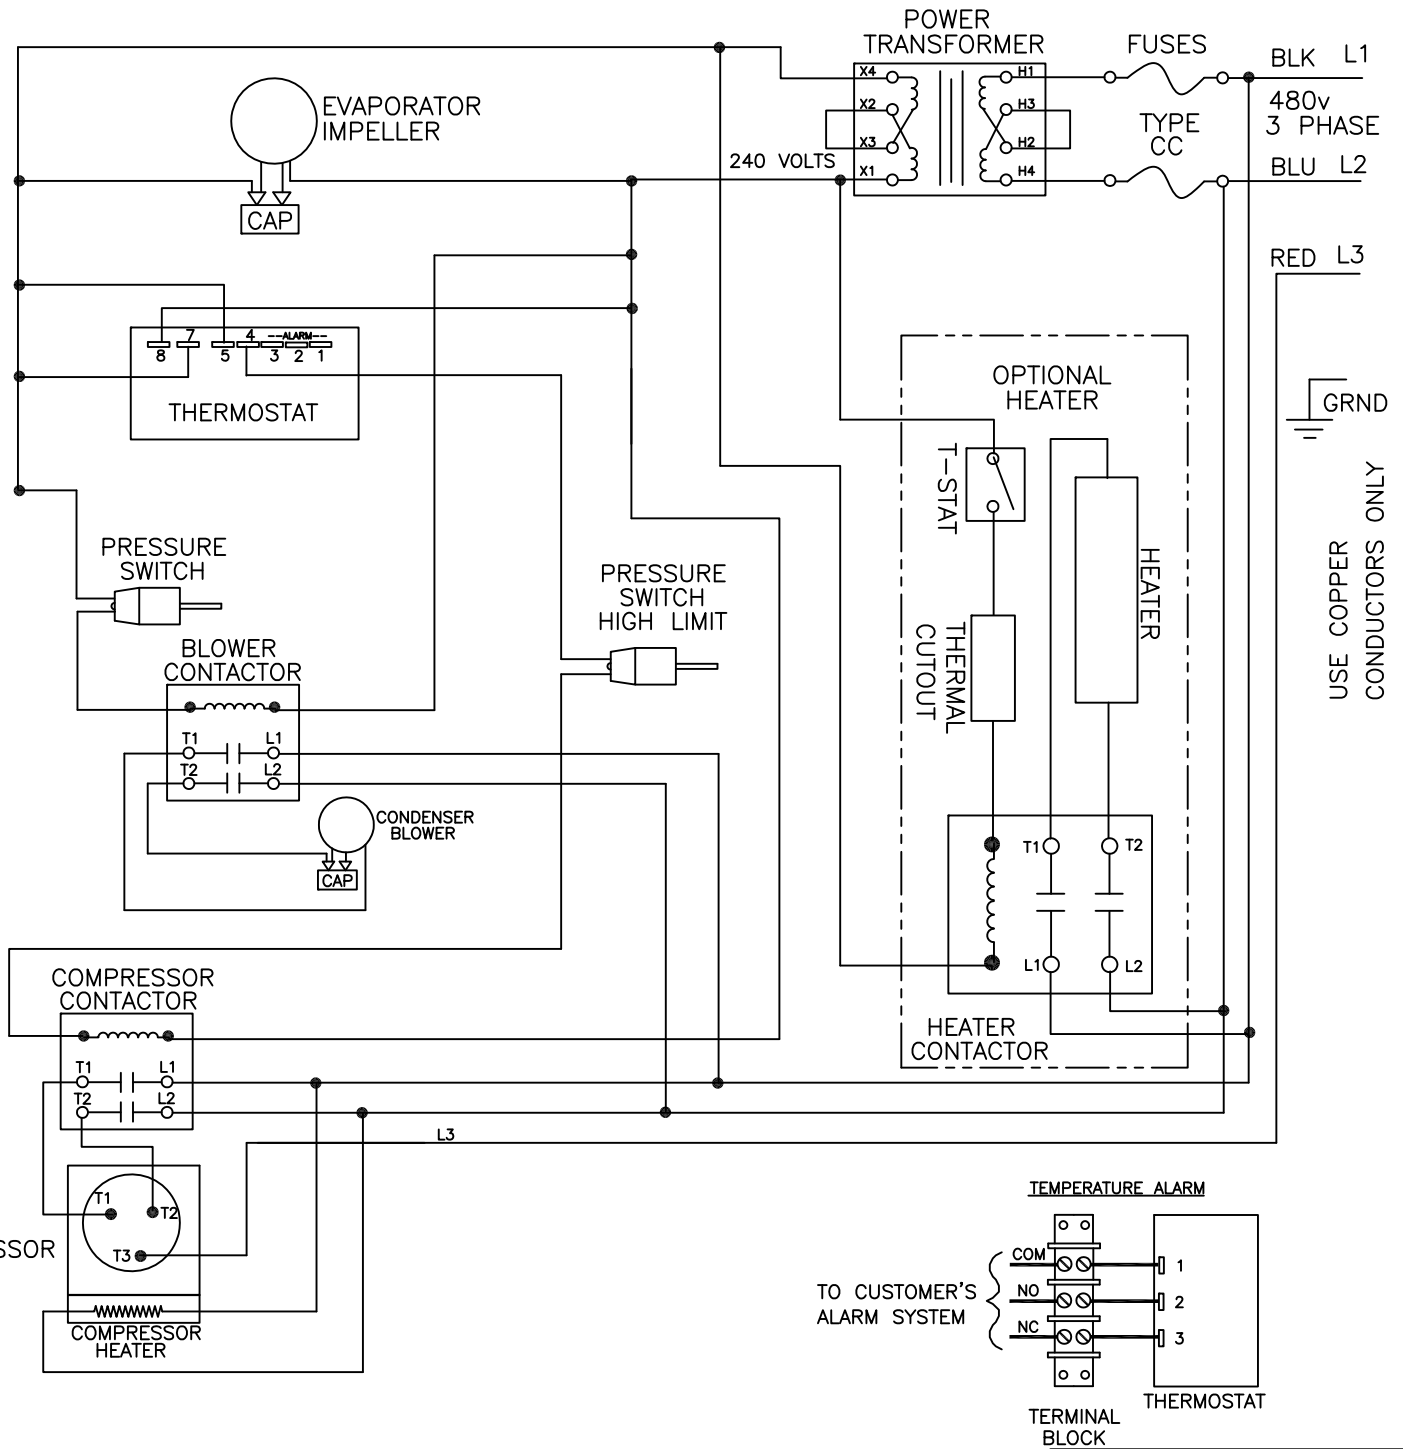 POWER
TRANSFORMER
FUSES
BLK L1
X4
H1
480v
3 PHASE
X2
H3
EVAPORATOR
IMPELLER
TYPE
CC
X3
H2
240 VOLTS
X1
H4
BLU L2
CAP
RED L3
7
4
--ALARM--
8
5
3
2
1
THERMOSTAT
OPTIONAL
HEATER
GRND
T-STAT
USE COPPER
CONDUCTORS ONLY
PRESSURE
SWITCH
PRESSURE
SWITCH
HIGH LIMIT
HEATER
THERMAL
CUTOUT
BLOWER
CONTACTOR
T1
L1
T2
L2
CONDENSER
BLOWER
CAP
T1
T2
L1
L2
COMPRESSOR
CONTACTOR
HEATER
CONTACTOR
T1
L1
T2
L2
L3
T1
T2
T3
SSOR
COMPRESSOR
HEATER
TEMPERATURE ALARM
COM
1
TO CUSTOMER'S
ALARM SYSTEM
NO
2
NC
3
THERMOSTAT
TERMINAL
BLOCK